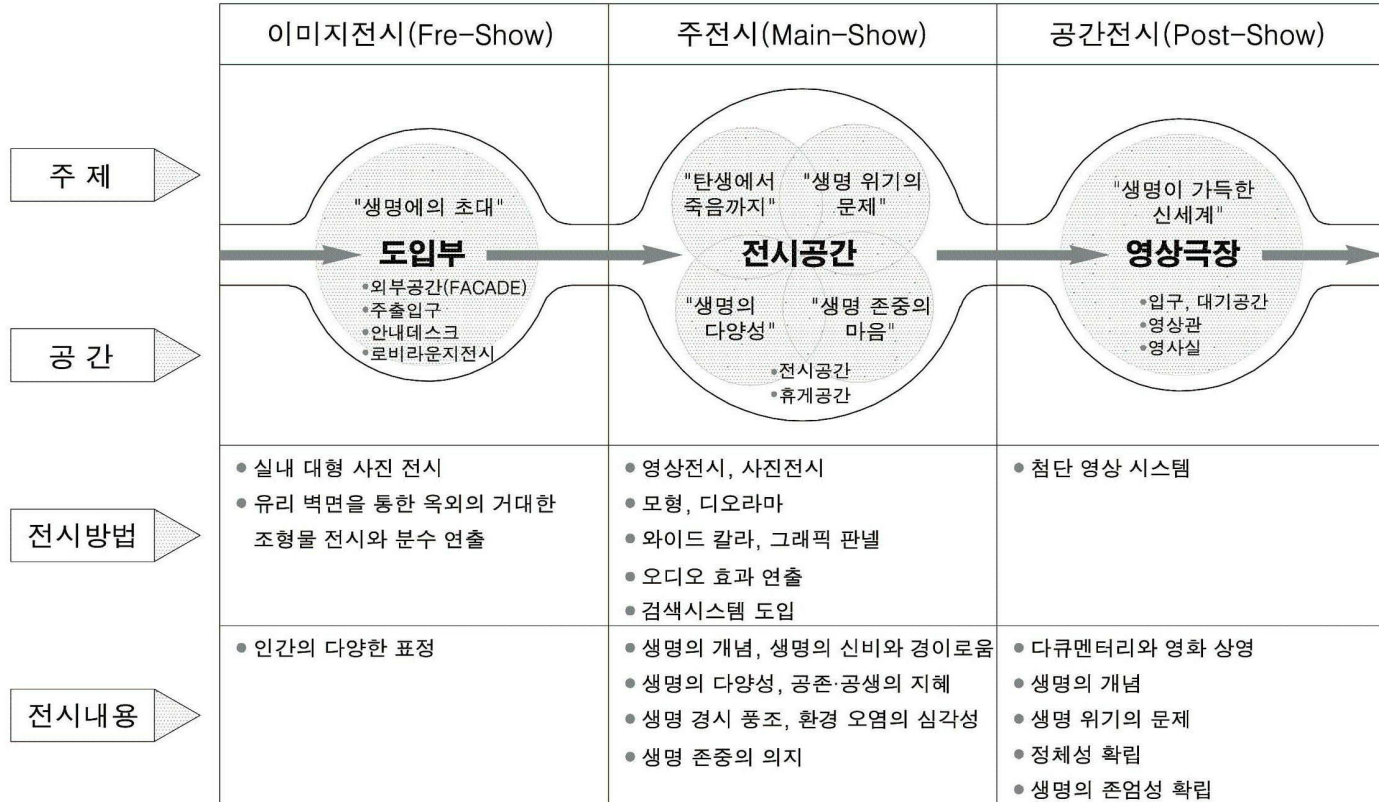 이미지전시(Fre-Show)
주전시(Main-Show)
공간전시(Post-Show)
주 제
공 간
"생명에의 초대"
도입부
•외부공간(FACADE)
•주출입구
•안내데스크
•로비라운지전시
"탄생에서
죽음까지"
"생명 위기의
문제"
전시공간
"생명의
다양성"
"생명 존중의
마음"
•전시공간
•휴게공간
"생명이 가득한
신세계"
영상극장
•입구, 대기공간
•영상관
•영사실
전시방법
• 실내 대형 사진 전시
• 유리 벽면을 통한 옥외의 거대한
조형물 전시와 분수 연출
• 영상전시, 사진전시
• 모형, 디오라마
• 와이드 칼라, 그래픽 판넬
• 오디오 효과 연출
• 검색시스템 도입
• 첨단 영상 시스템
전시내용
• 인간의 다양한 표정
• 생명의 개념, 생명의 신비와 경이로움
• 생명의 다양성, 공존·공생의 지혜
• 생명 경시 풍조, 환경 오염의 심각성
• 생명 존중의 의지
• 다큐멘터리와 영화 상영
• 생명의 개념
• 생명 위기의 문제
• 정체성 확립
• 생명의 존엄성 확립